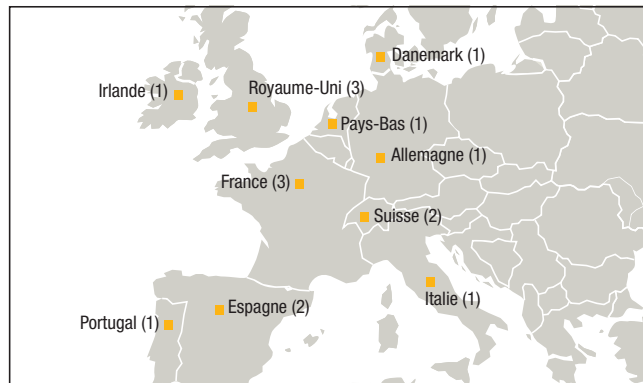 Danemark (1)
Irlande (1)
Royaume-Uni (3)
Pays-Bas (1)
Allemagne (1)
France (3)
Suisse (2)
Italie (1)
Espagne (2)
Portugal (1)